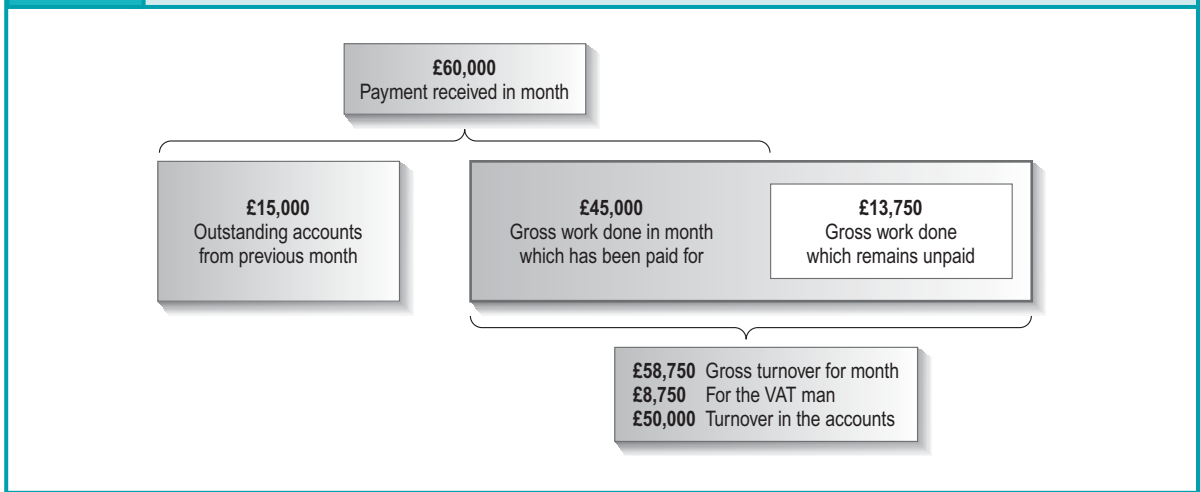 £60,000
Payment received in month
£15,000
Outstanding accounts
from previous month
£45,000
Gross work done in month
which has been paid for
£13,750
Gross work done
which remains unpaid
£58,750 Gross turnover for month
£8,750 For the VAT man
£50,000 Turnover in the accounts